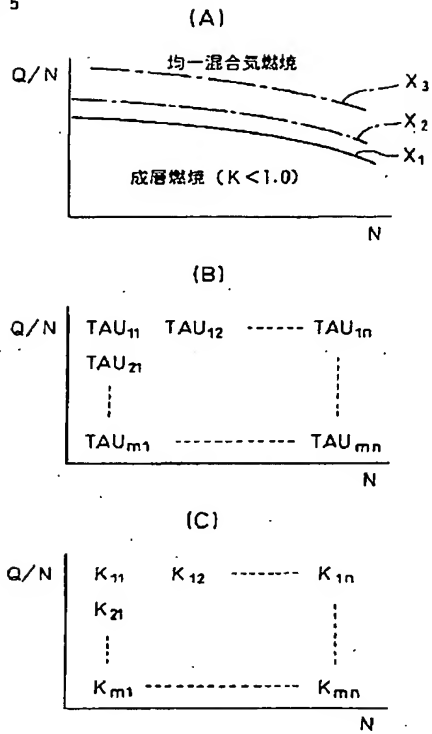 5
(A)
Q/N
均一混合気燃焼
X₃
X₂
X₁
成層燃焼 (K<1.0)
N
(B)
Q/N
TAU₁₁ TAU₁₂ ------ TAU₁ₙ
TAU₂₁
TAUₘ₁ ------------ TAUₘₙ
N
(C)
Q/N
K₁₁ K₁₂ ------- K₁ₙ
K₂₁
Kₘ₁ ------------- Kₘₙ
N